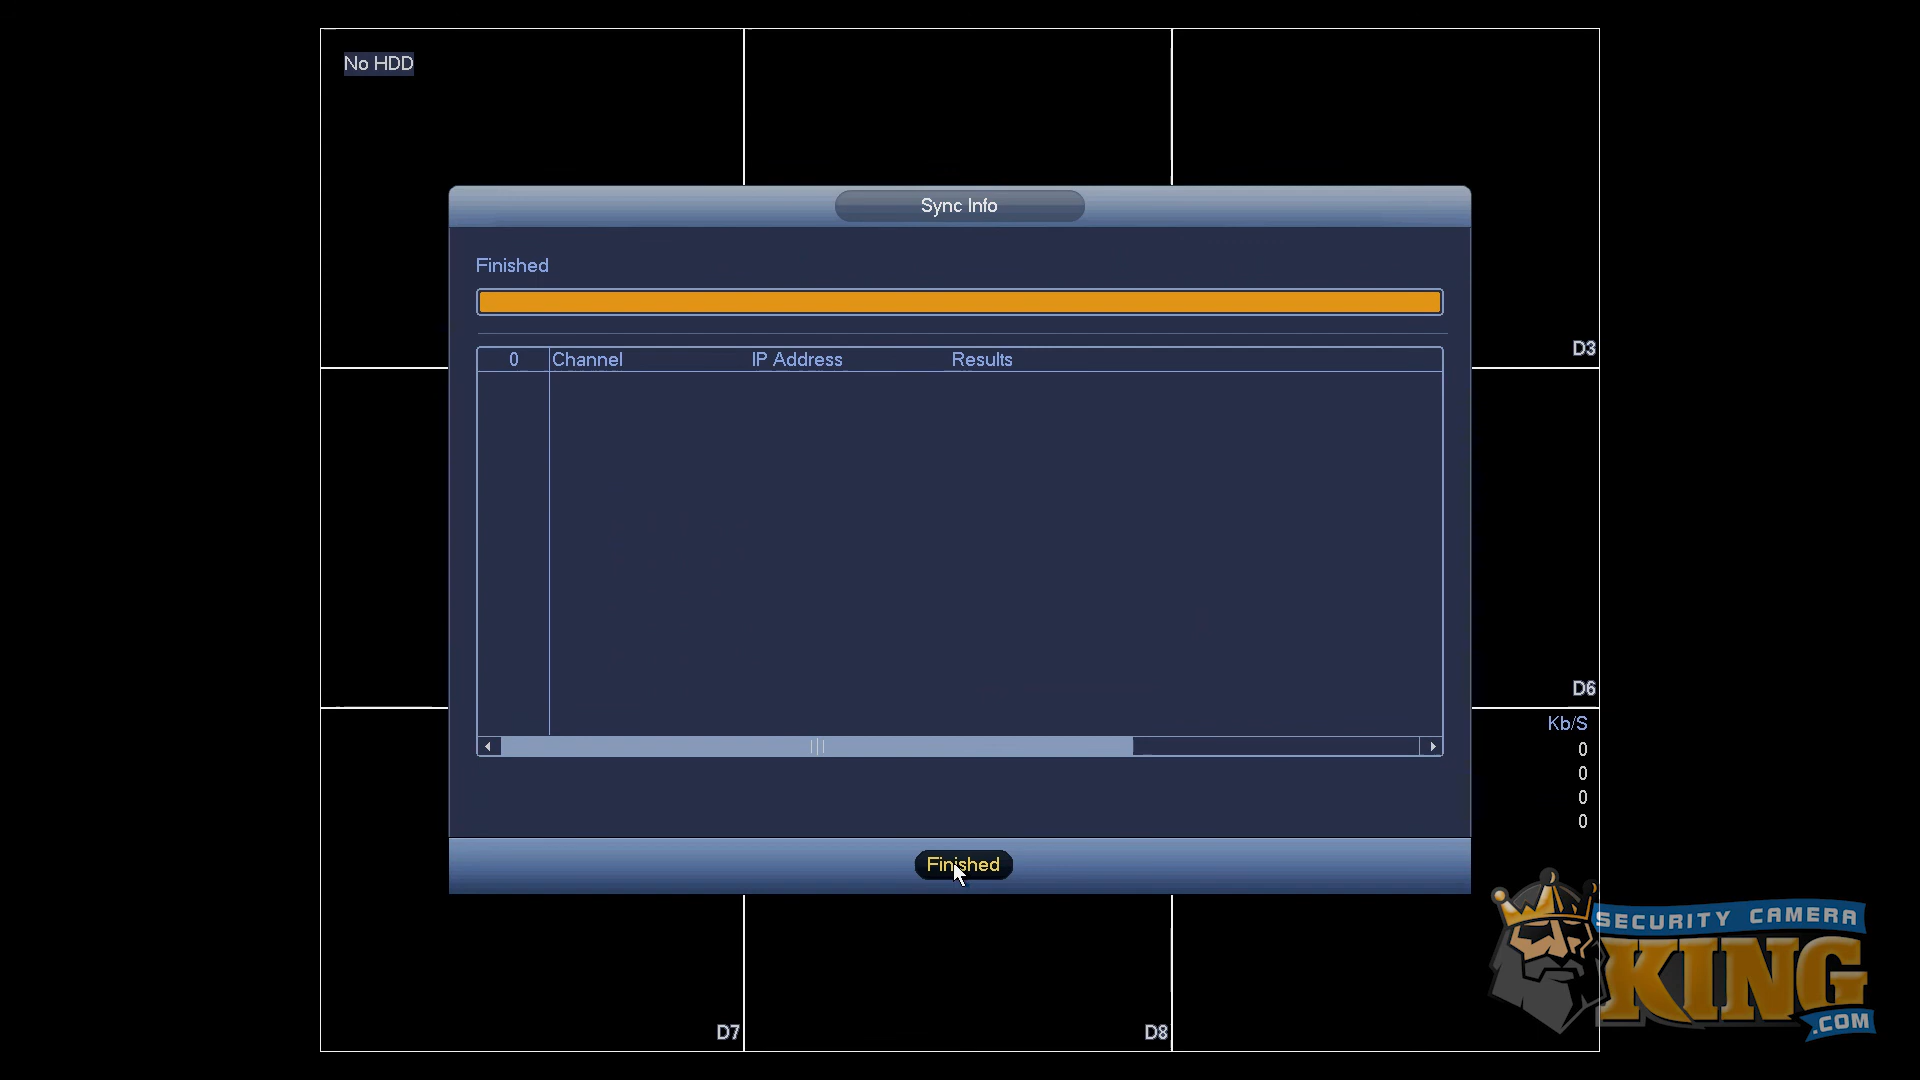 No HDD
Sync Info
Finished
0 Channel IP Address Results
D3
D6
Kb/S
0
0
0
0
Finished
D7
D8
SECURITY CAMERA
KING
.COM